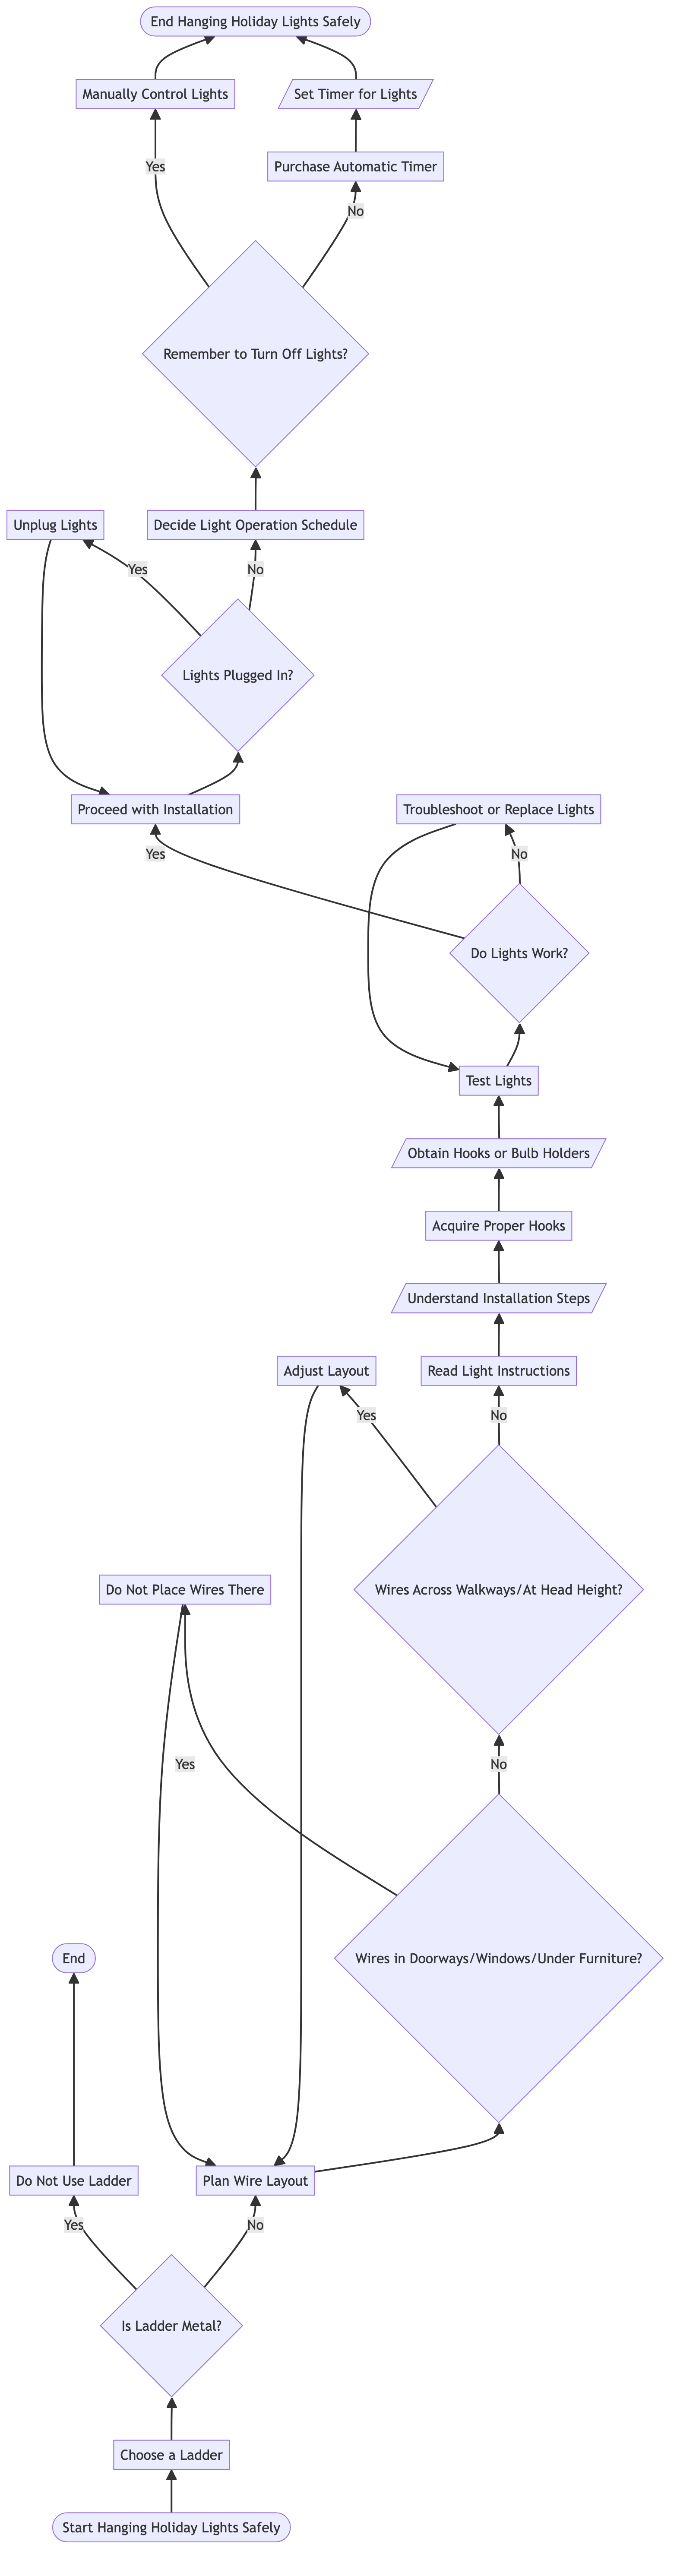 End Hanging Holiday Lights Safely
Manually Control Lights
Set Timer for Lights
Yes
Purchase Automatic Timer
No
Remember to Turn Off Lights?
Unplug Lights
Decide Light Operation Schedule
Yes
No
Lights Plugged In?
Proceed with Installation
Troubleshoot or Replace Lights
Yes
No
Do Lights Work?
Test Lights
Obtain Hooks or Bulb Holders
Acquire Proper Hooks
Understand Installation Steps
Adjust Layout
Read Light Instructions
Yes
No
Do Not Place Wires There
Wires Across Walkways/At Head Height?
Yes
No
End
Wires in Doorways/Windows/Under Furniture?
Do Not Use Ladder
Plan Wire Layout
Yes
No
Is Ladder Metal?
Choose a Ladder
Start Hanging Holiday Lights Safely